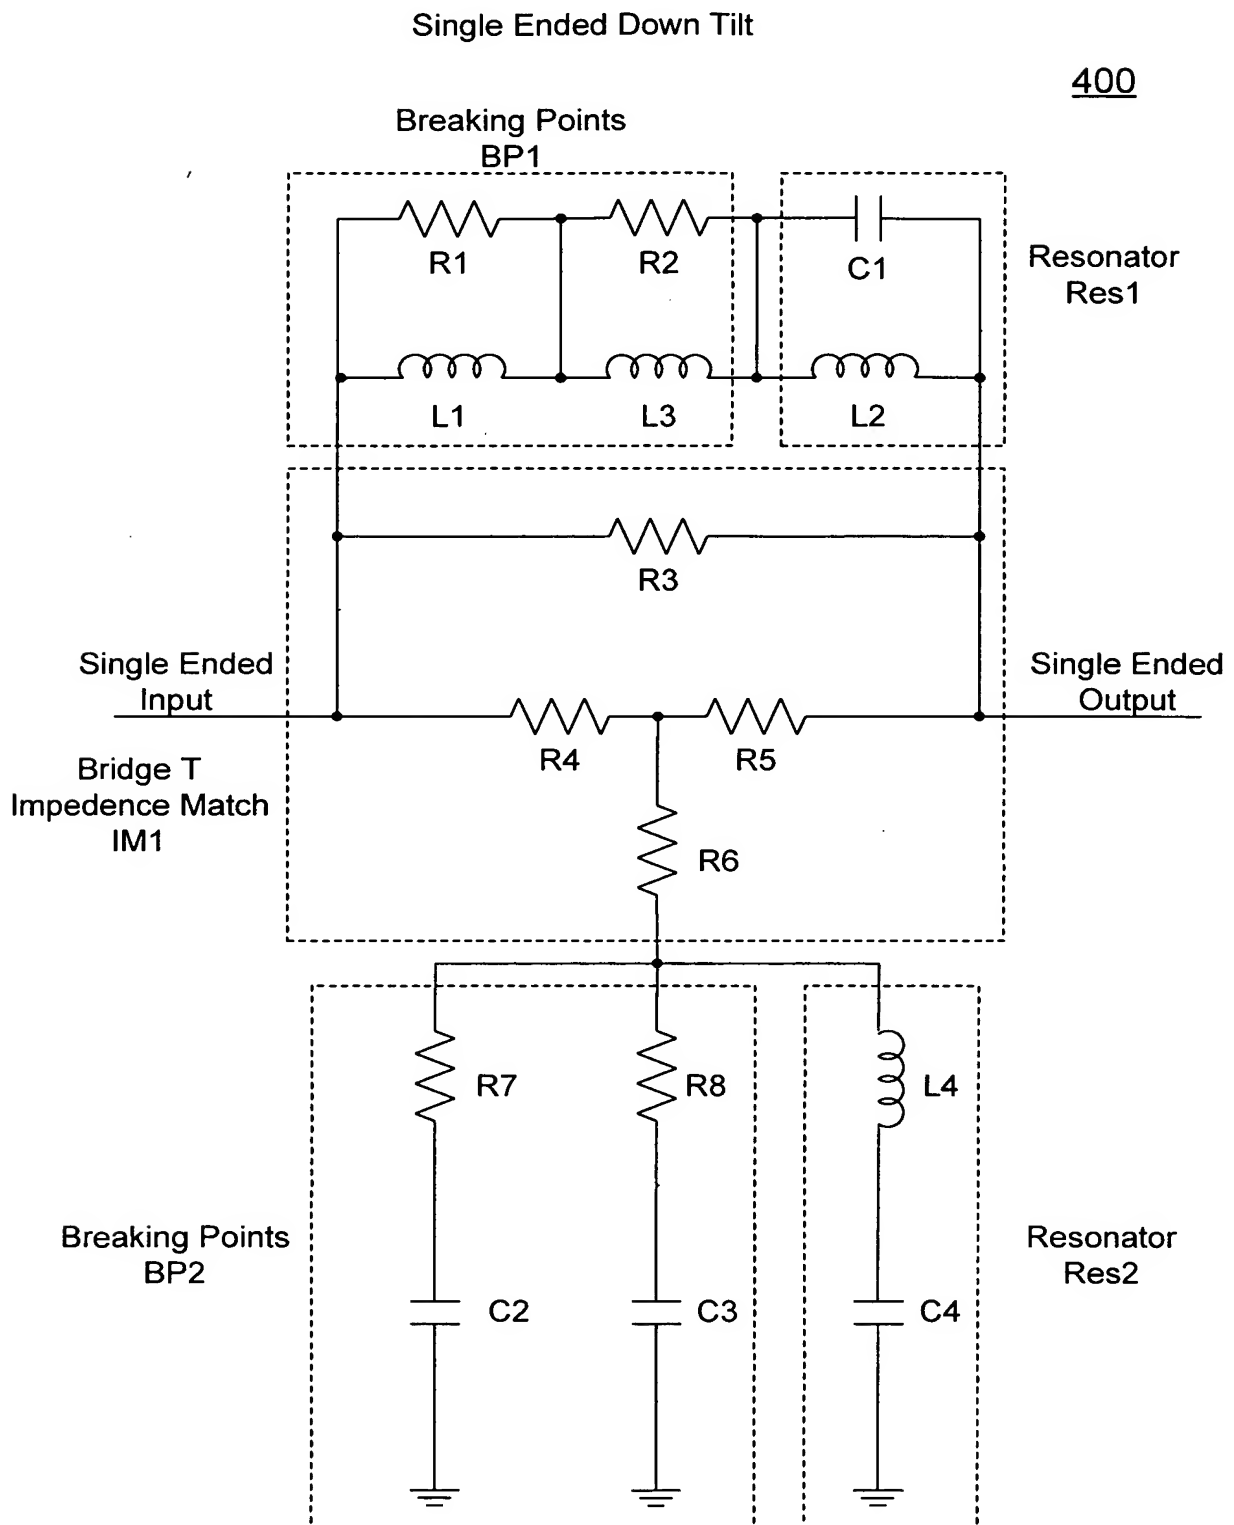 Single Ended Down Tilt
400
Breaking Points
BP1
R1
R2
C1
Resonator
Res1
L1
L3
L2
R3
Single Ended
Input
Single Ended
Output
R4
R5
Bridge T
Impedence Match
IM1
R6
R7
R8
L4
Breaking Points
BP2
Resonator
Res2
C2
C3
C4